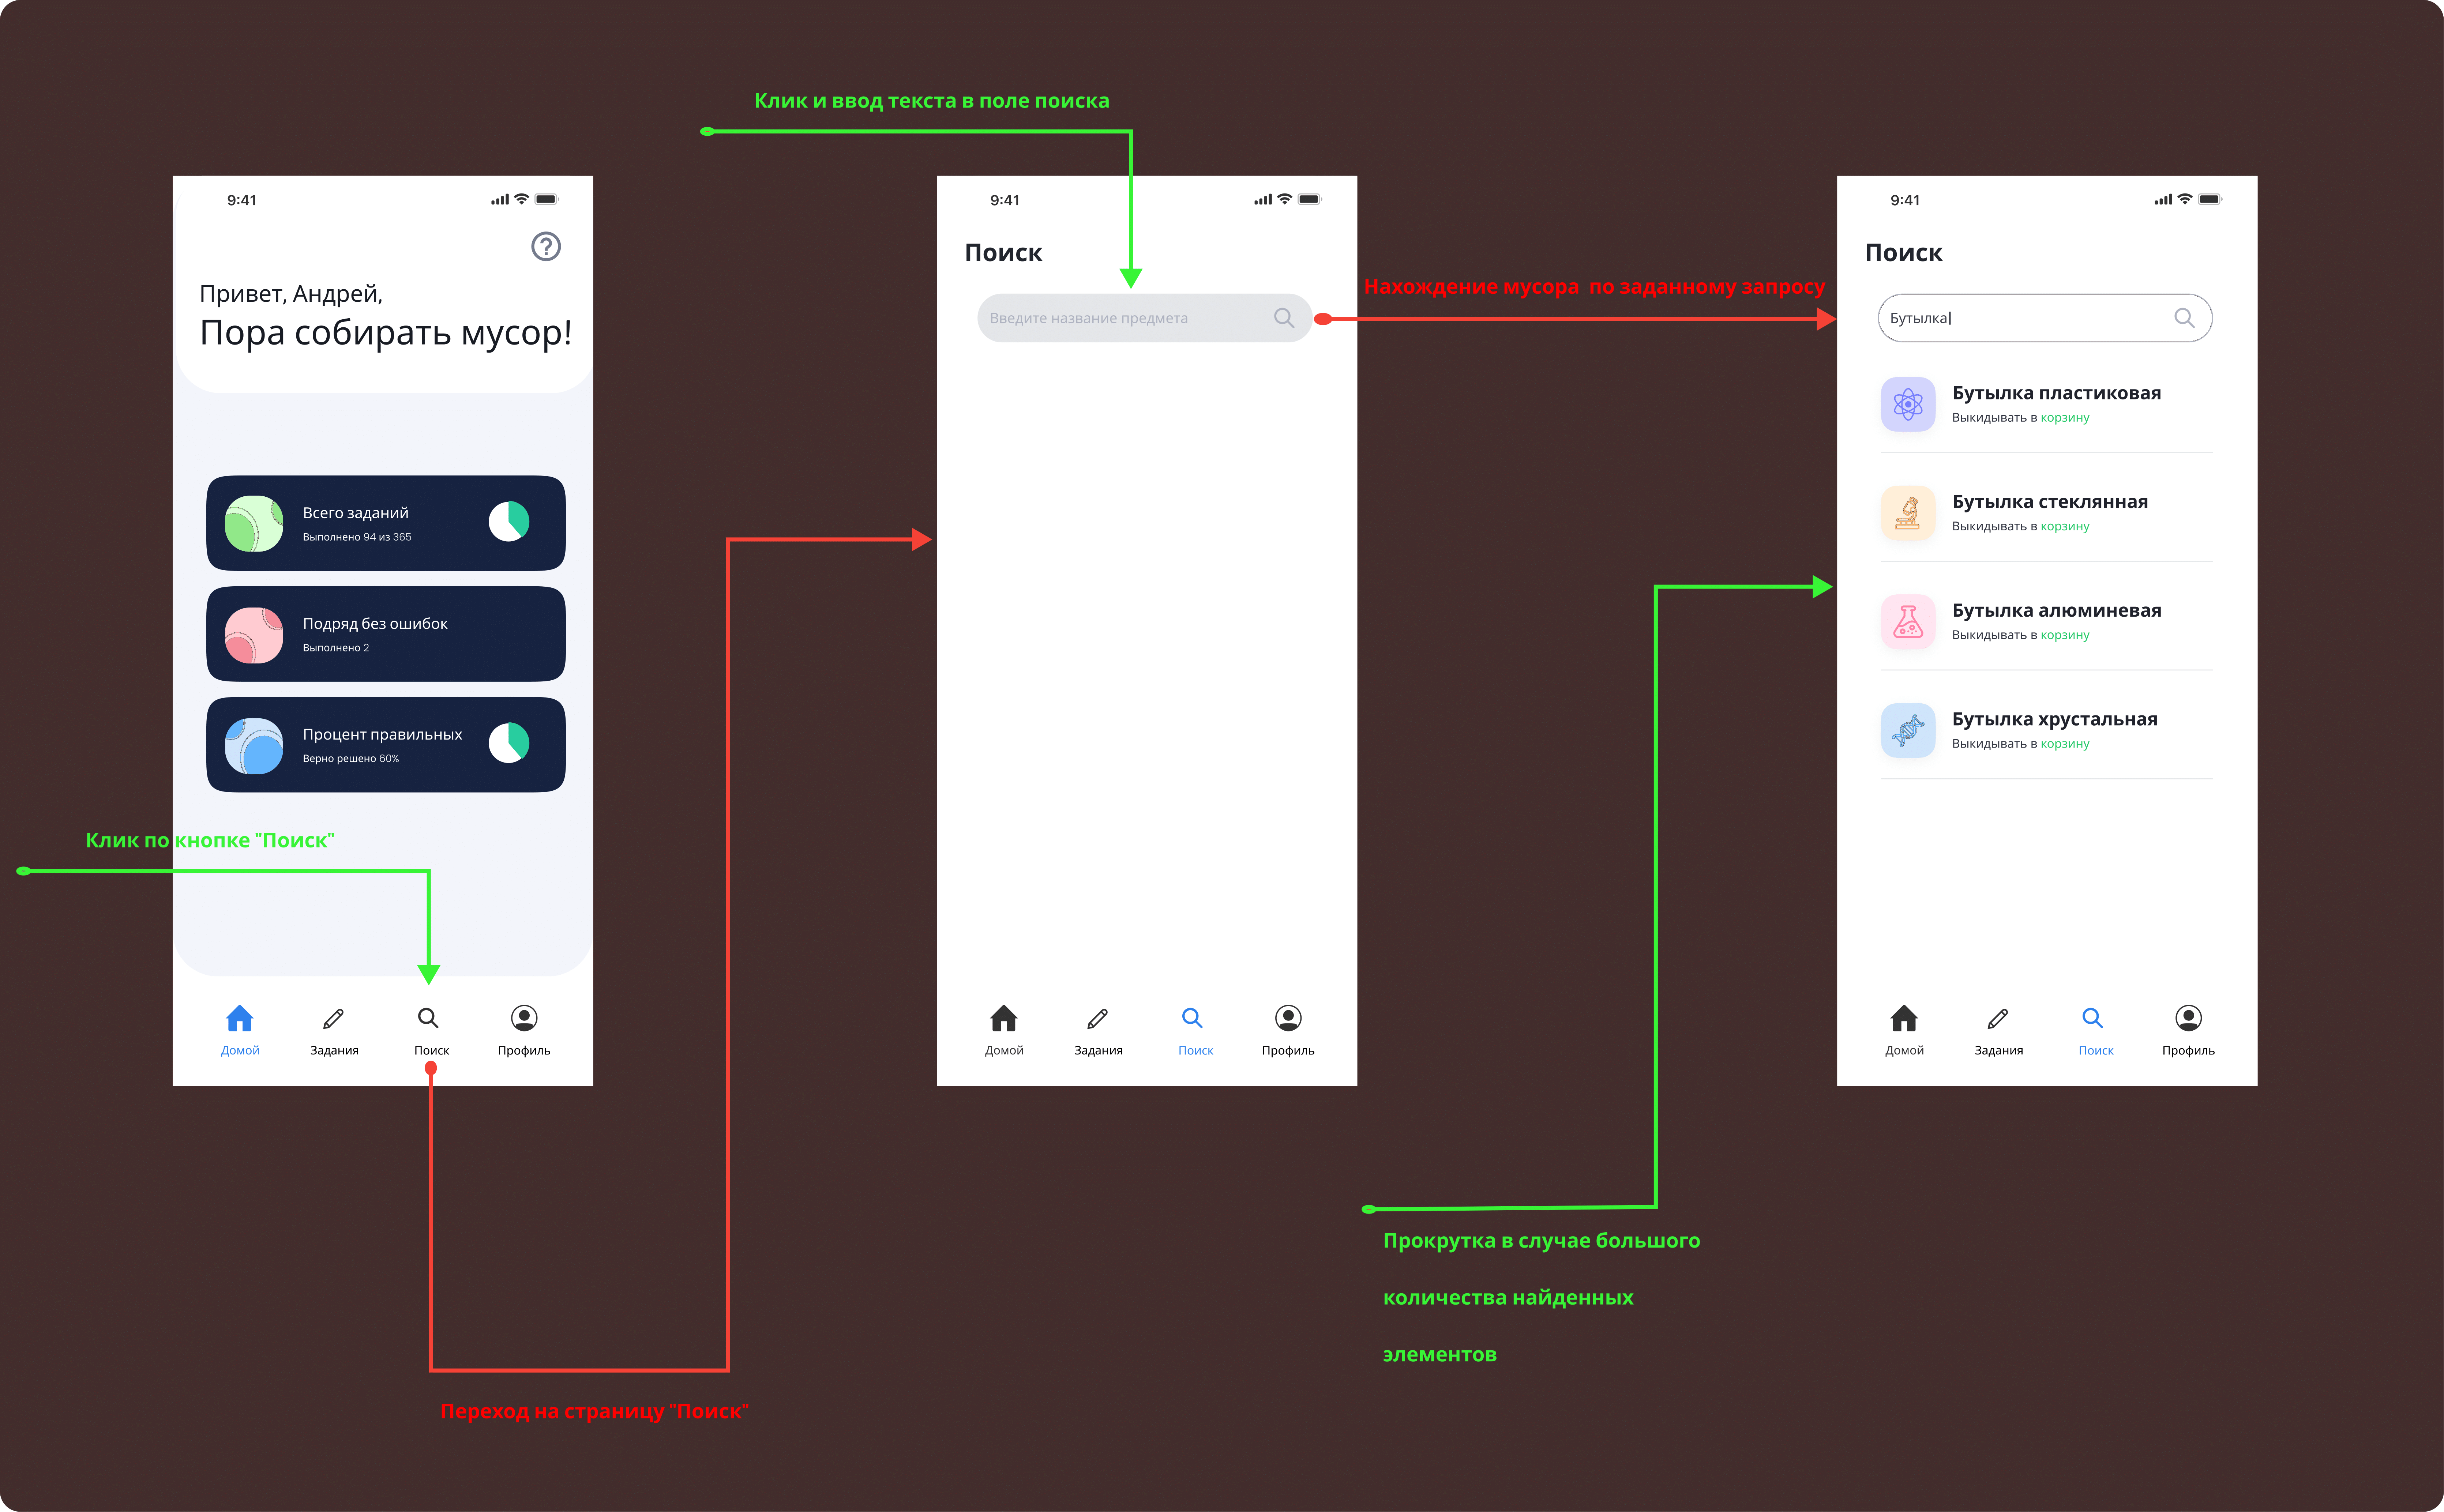 Клик и ввод текста в поле поиска
9:41
Привет, Андрей,
Пора собирать мусор!
Всего заданий
Выполнено 94 из 365
Подряд без ошибок
Выполнено 2
Процент правильных
Верно решено 60%
Клик по кнопке "Поиск"
Домой
Задания
Поиск
Профиль
Переход на страницу "Поиск"
9:41
Поиск
Введите название предмета
Домой
Задания
Поиск
Профиль
Нахождение мусора по заданному запросу
Прокрутка в случае большого
количества найденных
элементов
9:41
Поиск
Бутылка
Бутылка пластиковая
Выкидывать в корзину
Бутылка стеклянная
Выкидывать в корзину
Бутылка алюминевая
Выкидывать в корзину
Бутылка хрустальная
Выкидывать в корзину
Домой
Задания
Поиск
Профиль